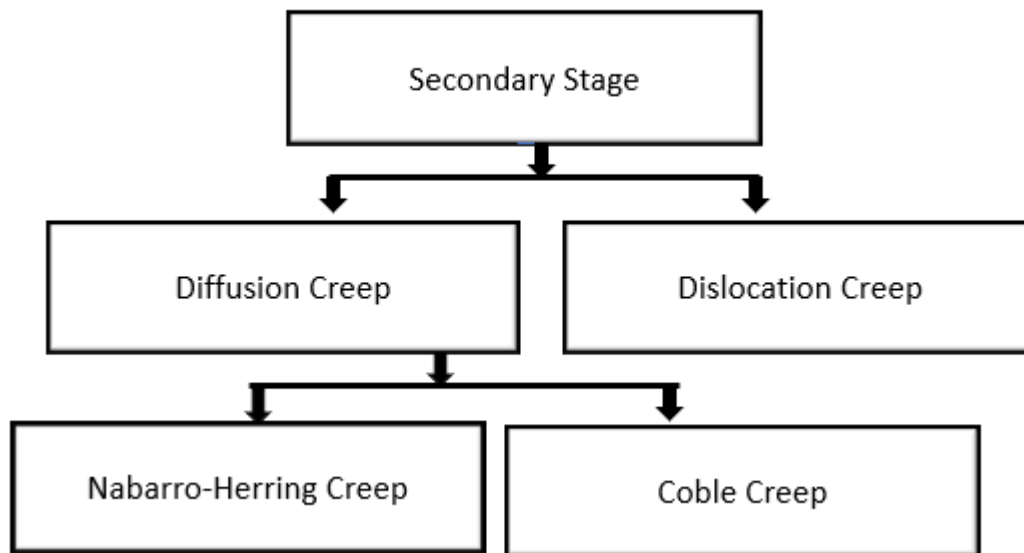 Secondary Stage
Diffusion Creep
Dislocation Creep
Nabarro-Herring Creep
Coble Creep